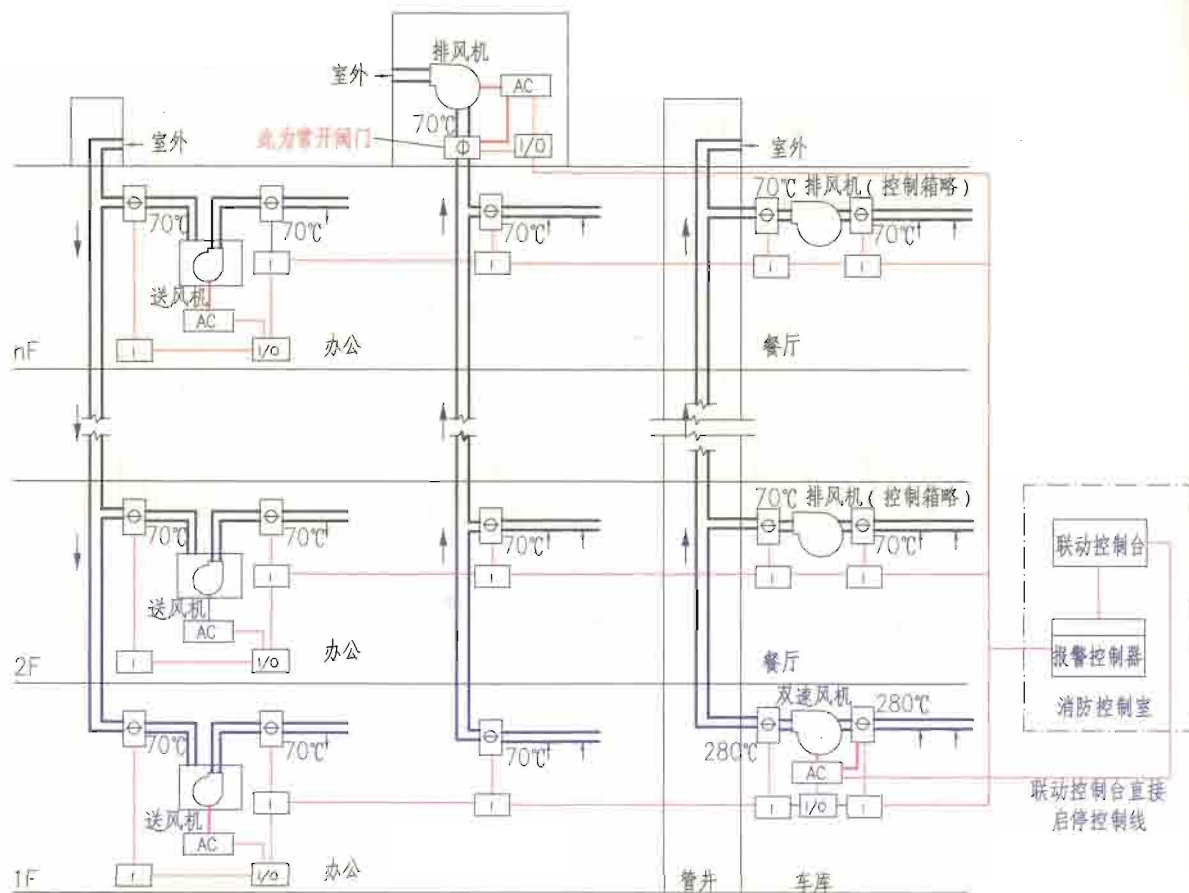 排风机
室外
AC
70℃
此为常开阀门
I/O
室外
室外
70℃
70℃
送风机
AC
I
I
I/O
办公
nF
70℃
I
70℃ 排风机(控制箱略)
70℃
I
I
餐厅
70℃
70℃
送风机
AC
I
I
I/O
办公
2F
70℃
I
70℃ 排风机(控制箱略)
70℃
I
I
餐厅
联动控制台
报警控制器
消防控制室
70℃
70℃
送风机
AC
I
I
I/O
办公
1F
70℃
I
双速风机
280℃
280℃
AC
I
I/O
I
管井
车库
联动控制台直接
启停控制线